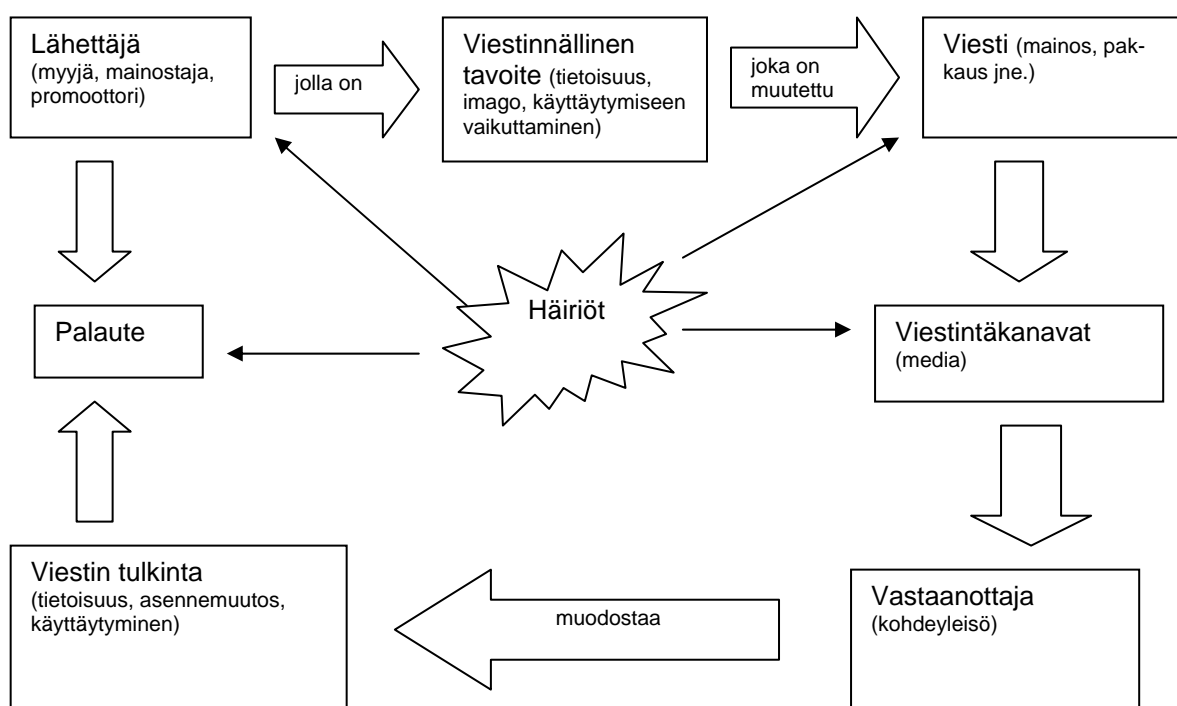 Lähettäjä
(myyjä, mainostaja,
promoottori)
jolla on
Viestinnällinen
tavoite (tietoisuus,
imago, käyttäytymiseen
vaikuttaminen)
joka on
muutettu
Viesti (mainos, pak-
kaus jne.)
Häiriöt
Palaute
Viestintäkanavat
(media)
Viestin tulkinta
(tietoisuus, asennemuutos,
käyttäytyminen)
muodostaa
Vastaanottaja
(kohdeyleisö)